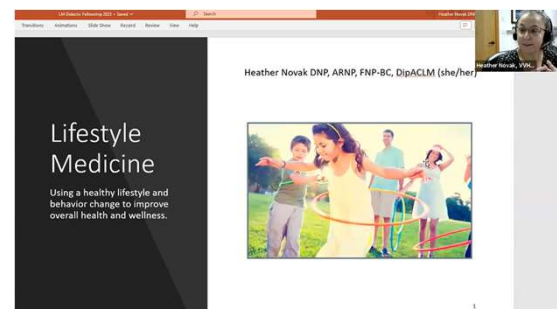 LM Didactic Fellowship 2023 • Saved
Search
Heather Novak DNP
Transitions Animations Slide Show Record Review View Help
Heather Novak, VVH...
Heather Novak DNP, ARNP, FNP-BC, DipACLM (she/her)
Lifestyle
Medicine
Using a healthy lifestyle and
behavior change to improve
overall health and wellness.
1